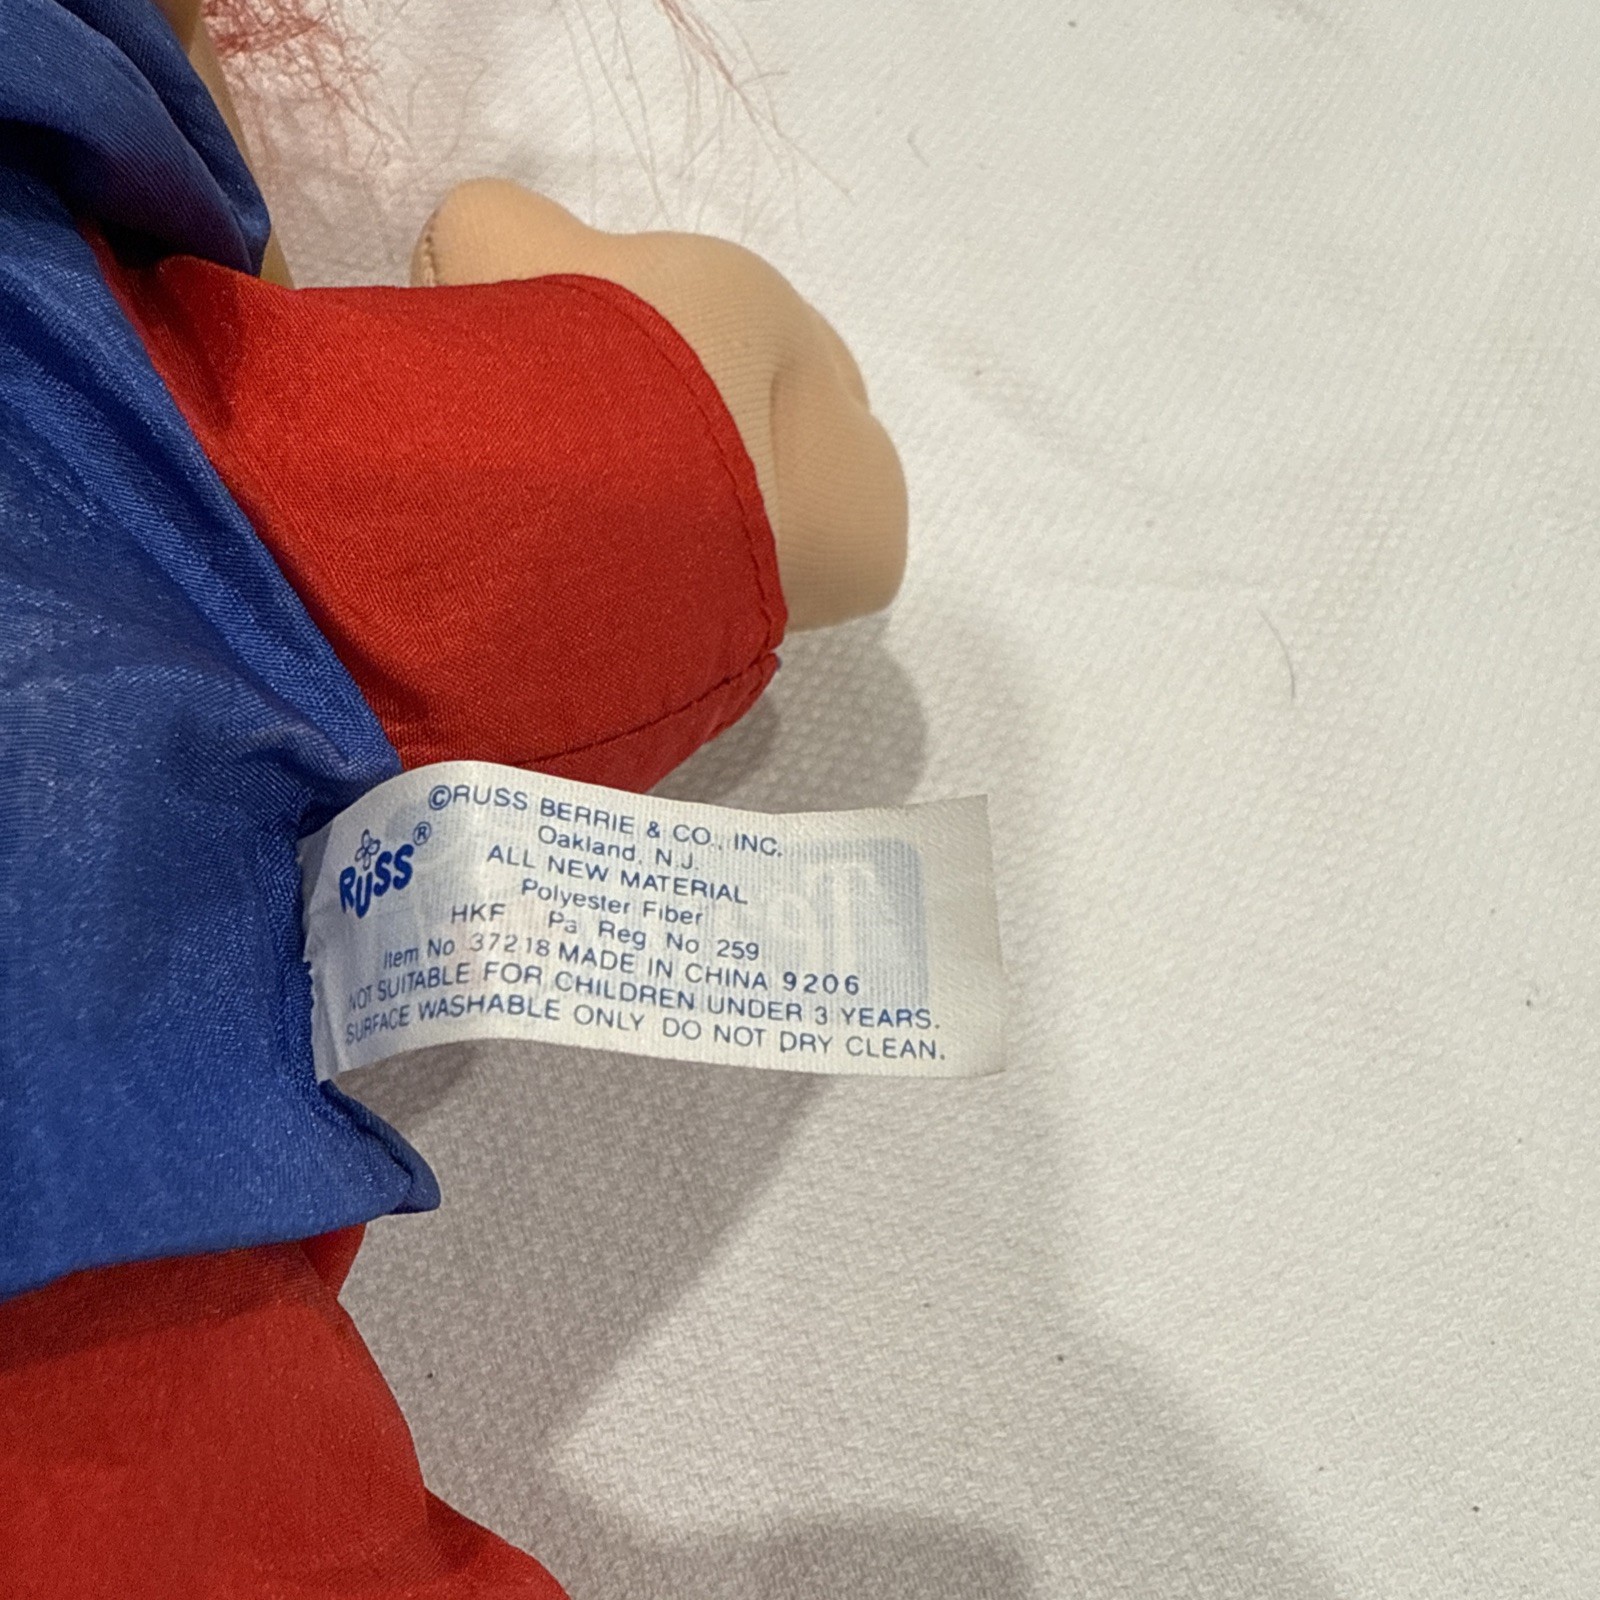 ©RUSS BERRIE & CO., INC.
RUSS®
Oakland, N.J.
ALL NEW MATERIAL
Polyester Fiber
HKF Pa Reg No 259
Item No 37218 MADE IN CHINA 9206
NOT SUITABLE FOR CHILDREN UNDER 3 YEARS.
SURFACE WASHABLE ONLY DO NOT DRY CLEAN.